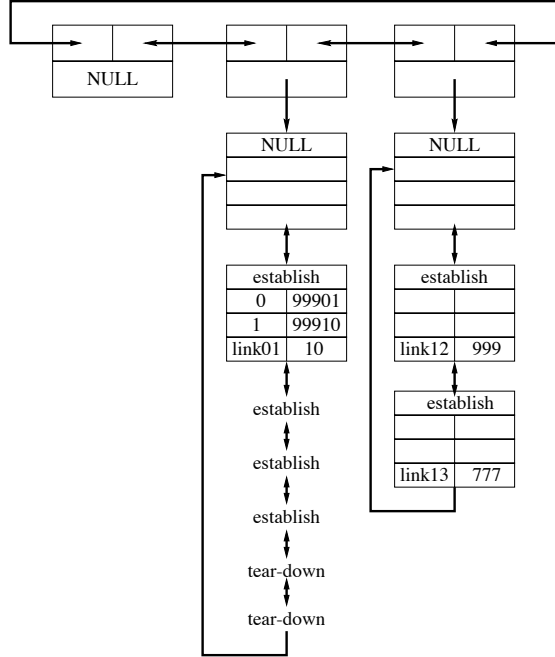 NULL
NULL
NULL
establish
0 99901
1 99910
link01 10
establish
establish
establish
tear-down
tear-down
establish
link12 999
establish
link13 777